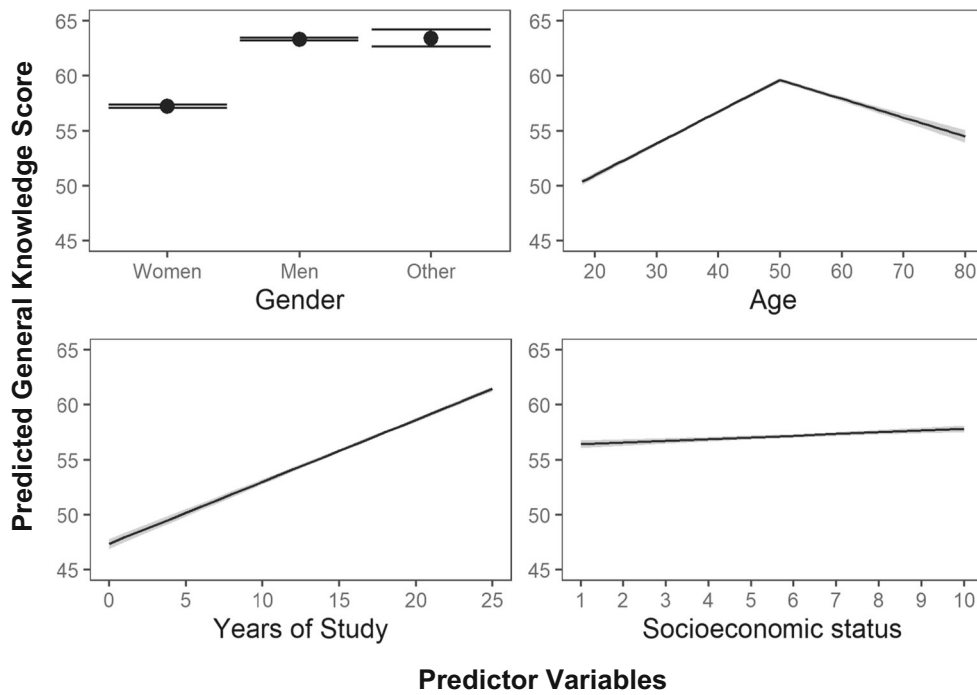 Predicted General Knowledge Score
65
60
55
50
45
Women Men Other
Gender
65
60
55
50
45
20 30 40 50 60 70 80
Age
65
60
55
50
45
0 5 10 15 20 25
Years of Study
65
60
55
50
45
1 2 3 4 5 6 7 8 9 10
Socioeconomic status
Predictor Variables